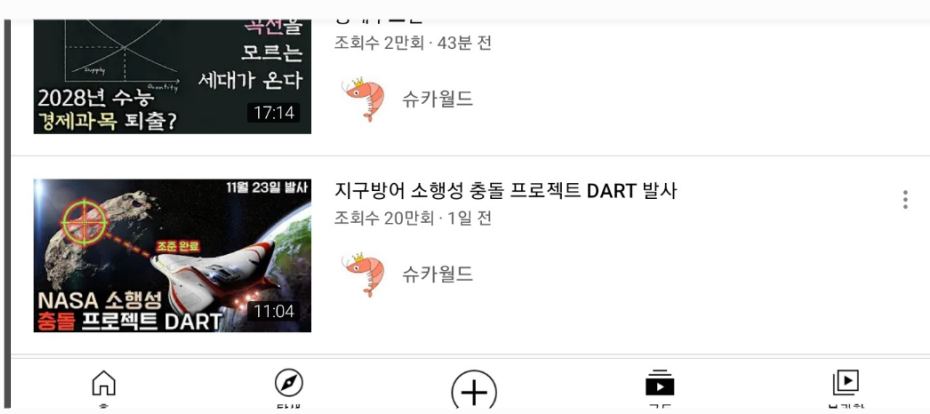 곡선을
모르는
세대가 온다
Supply
Quantity
2028년 수능
경제과목 퇴출?
17:14
조회수 2만회 · 43분 전
슈카월드
11월 23일 발사
조준 완료
NASA 소행성
충돌 프로젝트 DART
11:04
지구방어 소행성 충돌 프로젝트 DART 발사
조회수 20만회 · 1일 전
슈카월드